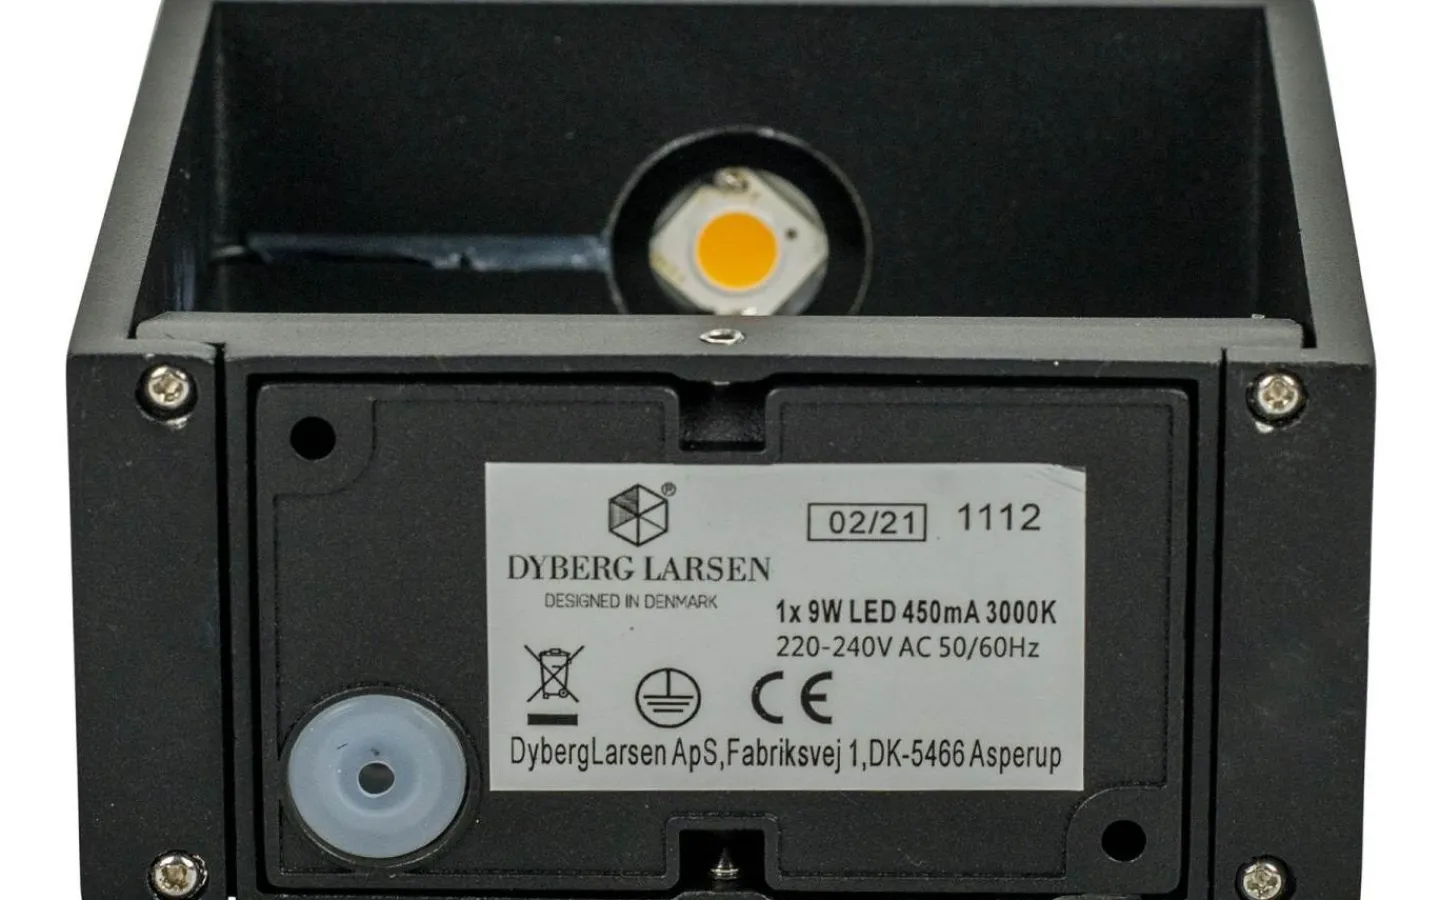 ®
DYBERG LARSEN
DESIGNED IN DENMARK
02/21 1112
1x 9W LED 450mA 3000K
220-240V AC 50/60Hz
CE
DybergLarsen ApS,Fabriksvej 1,DK-5466 Asperup